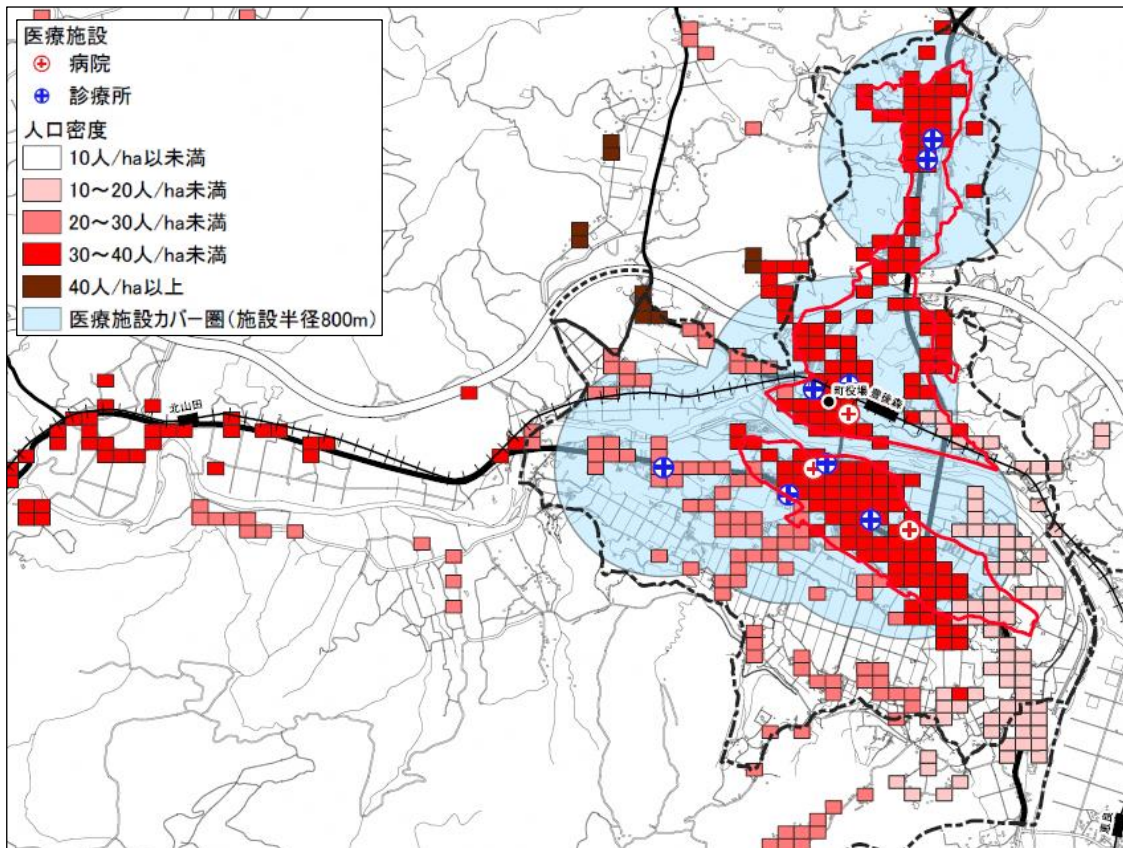 医療施設
病院
診療所
人口密度
10人/ha以未満
10～20人/ha未満
20～30人/ha未満
30～40人/ha未満
40人/ha以上
医療施設カバー圏(施設半径800m)
北山田
町役場
豊後森